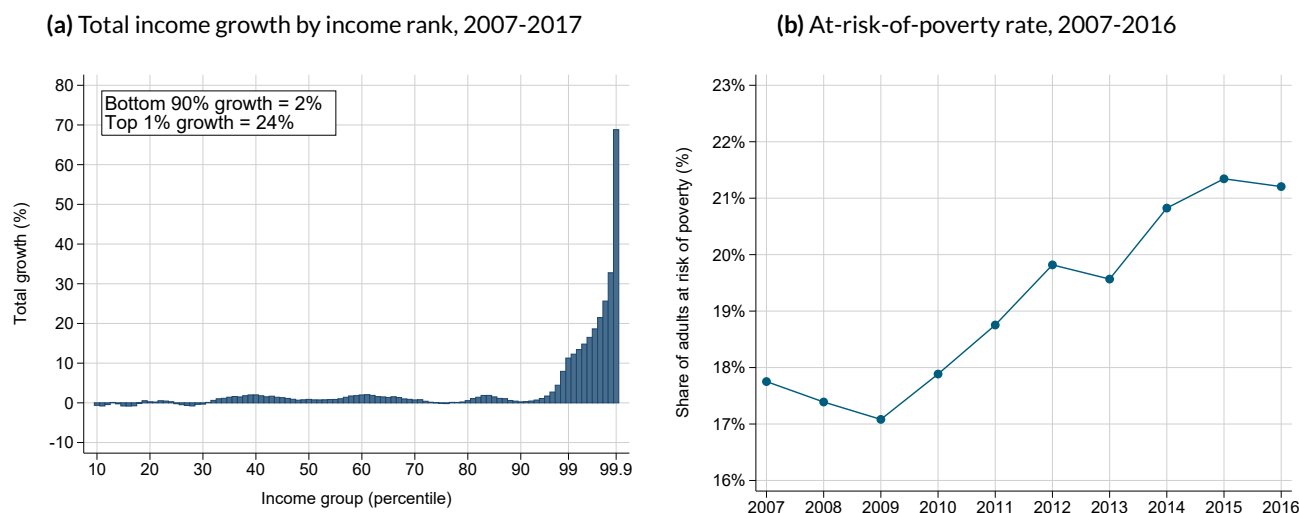 (a) Total income growth by income rank, 2007-2017
80
70
60
50
40
30
20
10
0
-10
Total growth (%)
Bottom 90% growth = 2%
Top 1% growth = 24%
10 20 30 40 50 60 70 80 90 99 99.9
Income group (percentile)
(b) At-risk-of-poverty rate, 2007-2016
23%
22%
21%
20%
19%
18%
17%
16%
Share of adults at risk of poverty (%)
2007 2008 2009 2010 2011 2012 2013 2014 2015 2016